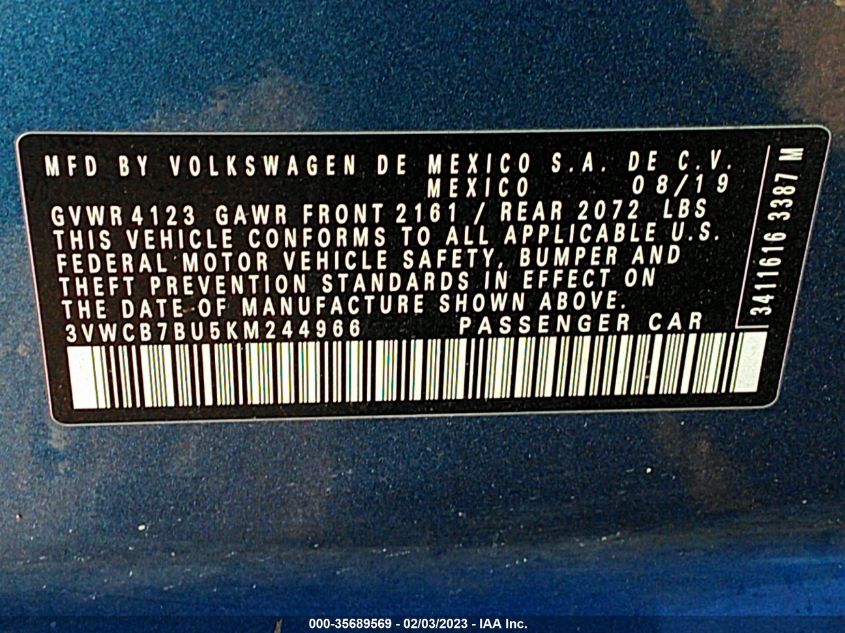 MFD BY VOLKSWAGEN DE MEXICO S.A. DE C.V.
MEXICO 08/19
GVWR 4123 GAWR FRONT 2161 / REAR 2072 LBS
THIS VEHICLE CONFORMS TO ALL APPLICABLE U.S.
FEDERAL MOTOR VEHICLE SAFETY, BUMPER AND
THEFT PREVENTION STANDARDS IN EFFECT ON
THE DATE OF MANUFACTURE SHOWN ABOVE.
3VWCB7BU5KM244966 PASSENGER CAR
3411616 3387 M
000-35689569 - 02/03/2023 - IAA Inc.